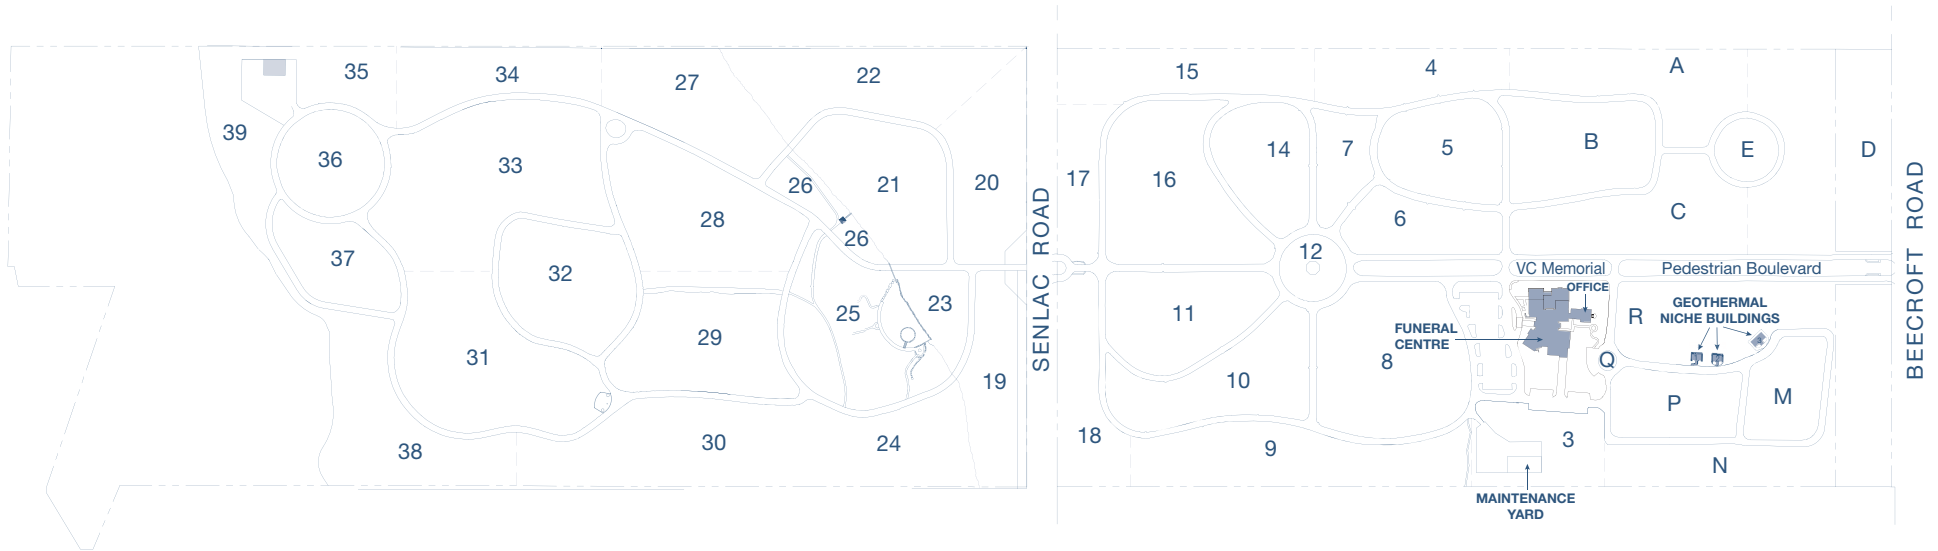 35
34
27
22
39
36
33
26
21
20
28
26
37
32
25
23
29
31
19
38
30
24
SENLAC ROAD
15
4
A
17
16
14
7
5
B
E
D
6
C
12
VC Memorial
Pedestrian Boulevard
OFFICE
11
FUNERAL
CENTRE
R
GEOTHERMAL
NICHE BUILDINGS
8
Q
10
P
M
18
9
3
N
MAINTENANCE
YARD
BEECROFT ROAD